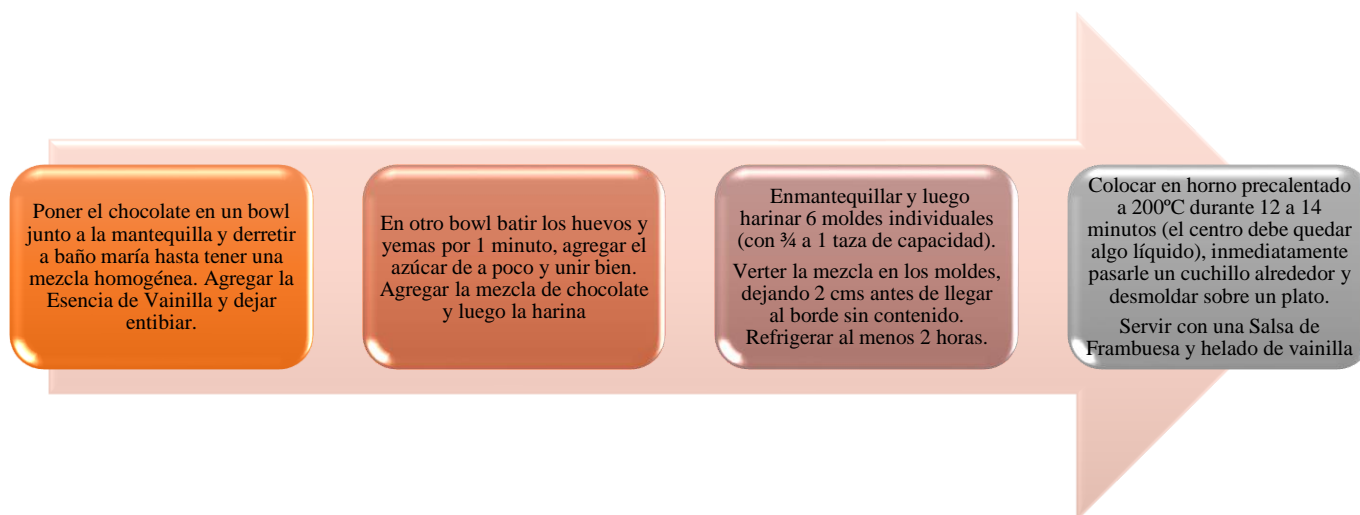 Poner el chocolate en un bowl
junto a la mantequilla y derretir
a baño maría hasta tener una
mezcla homogénea. Agregar la
Esencia de Vainilla y dejar
entibiar.
En otro bowl batir los huevos y
yemas por 1 minuto, agregar el
azúcar de a poco y unir bien.
Agregar la mezcla de chocolate
y luego la harina
Enmantequillar y luego
harinar 6 moldes individuales
(con ¾ a 1 taza de capacidad).
Verter la mezcla en los moldes,
dejando 2 cms antes de llegar
al borde sin contenido.
Refrigerar al menos 2 horas.
Colocar en horno precalentado
a 200ºC durante 12 a 14
minutos (el centro debe quedar
algo líquido), inmediatamente
pasarle un cuchillo alrededor y
desmoldar sobre un plato.
Servir con una Salsa de
Frambuesa y helado de vainilla